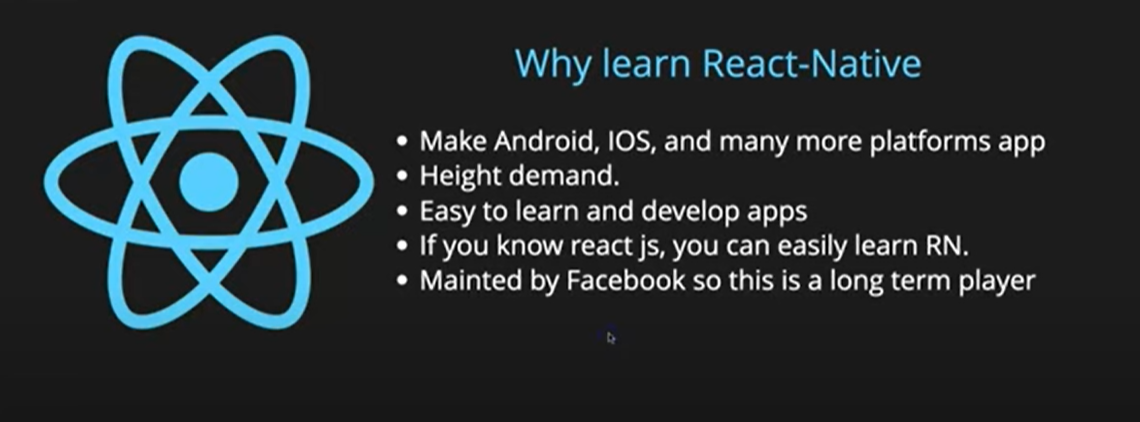 Why learn React-Native
• Make Android, IOS, and many more platforms app
• Height demand.
• Easy to learn and develop apps
• If you know react js, you can easily learn RN.
• Mainted by Facebook so this is a long term player